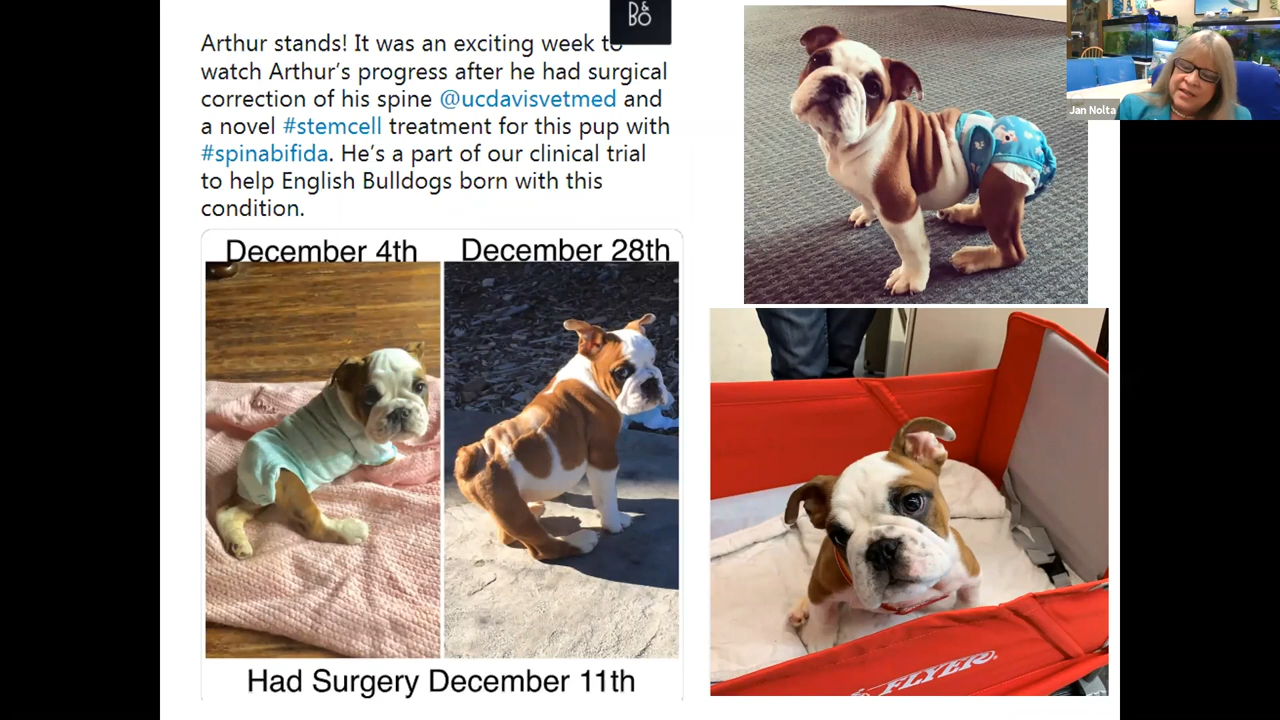 D&
BO
Arthur stands! It was an exciting week to
watch Arthur's progress after he had surgical
correction of his spine @ucdavisvetmed and
a novel #stemcell treatment for this pup with
#spinabifida. He's a part of our clinical trial
to help English Bulldogs born with this
condition.
December 4th December 28th
Had Surgery December 11th
Jan Nolta
FLYER